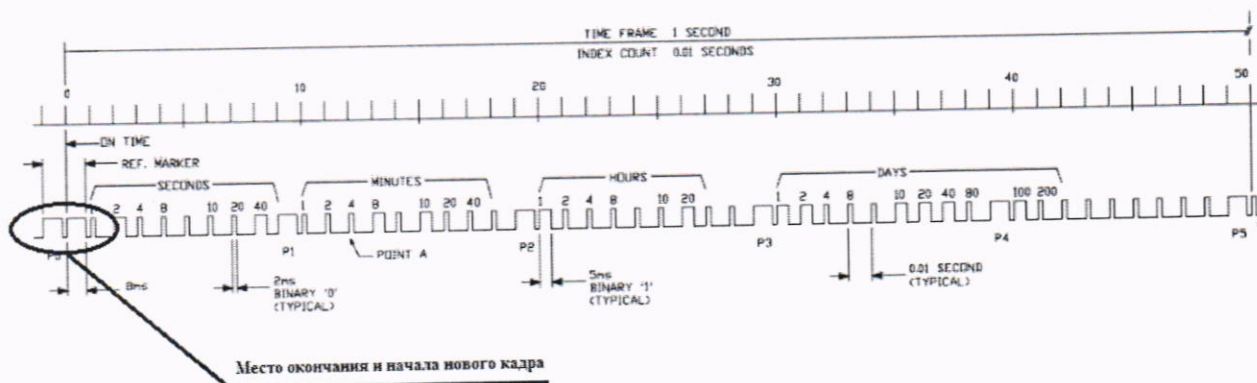 TIME FRAME 1 SECOND
INDEX COUNT 0.01 SECONDS
0 10 20 30 40 50
ON TIME
REF. MARKER
SECONDS MINUTES HOURS DAYS
1 2 4 8 10 20 40 1 2 4 8 10 20 40 1 2 4 8 10 20 1 2 4 8 10 20 40 80 100 200
P0 P1 P2 P3 P4 P5
POINT A
8ms
2ms
BINARY '0'
(TYPICAL)
5ms
BINARY '1'
(TYPICAL)
0.01 SECOND
(TYPICAL)
Место окончания и начала нового кадра